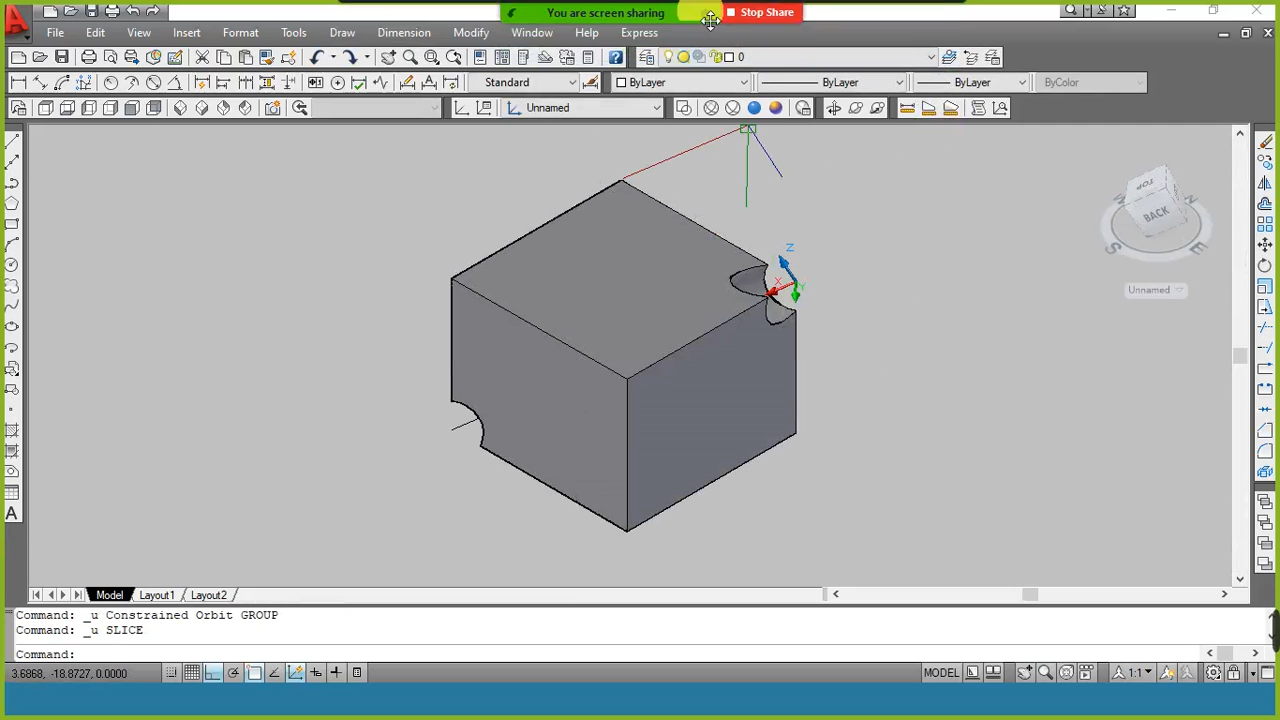 You are screen sharing Stop Share
File Edit View Insert Format Tools Draw Dimension Modify Window Help Express
0
Standard ByLayer ByLayer ByLayer ByColor
Unnamed
TOP
BACK
S E
Z
X
Y
Unnamed
A
Model Layout1 Layout2
Command: _u Constrained Orbit GROUP
Command: _u SLICE
Command:
3.6868, -18.8727, 0.0000 MODEL 1:1